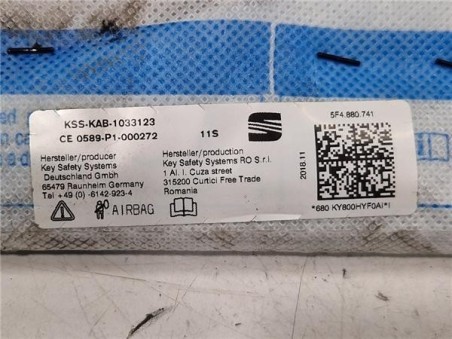 KSS-KAB-1033123
CE 0589-P1-000272
11S
Hersteller/producer
Key Safety Systems
Deutschland Gmbh
65479 Raunheim Germany
Tel +49 (0) -6142-923-4
AIRBAG
Hersteller/production
Key Safety Systems RO S.r.l.
1 Al. I. Cuza street
315200 Curtici Free Trade
Romania
2018.11
5F4.880.741
*680 KY800HYF0AI*I